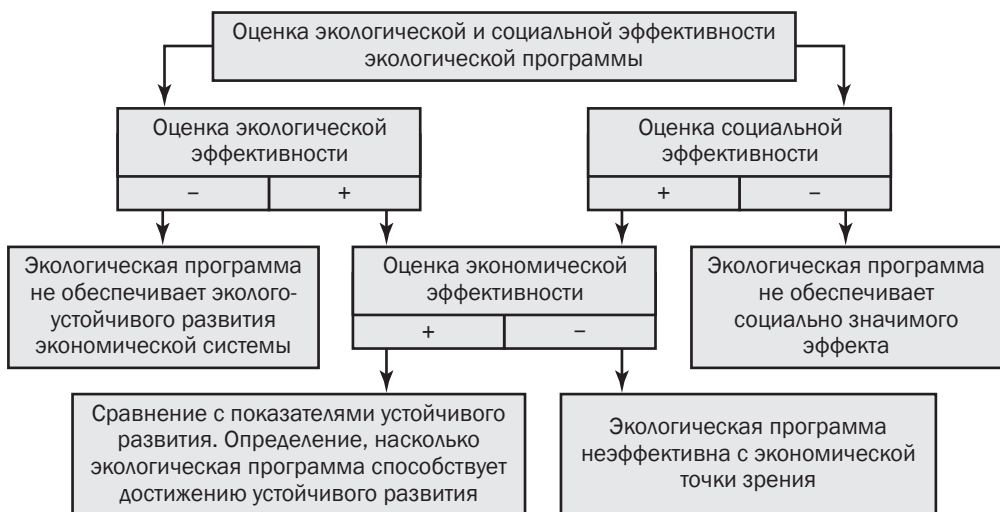 Оценка экологической и социальной эффективности
экологической программы
Оценка экологической
эффективности
– +
Оценка социальной
эффективности
+ –
Экологическая программа
не обеспечивает эколого-
устойчивого развития
экономической системы
Оценка экономической
эффективности
+ –
Экологическая программа
не обеспечивает
социально значимого
эффекта
Сравнение с показателями устойчивого
развития. Определение, насколько
экологическая программа способствует
достижению устойчивого развития
Экологическая программа
неэффективна с экономической
точки зрения